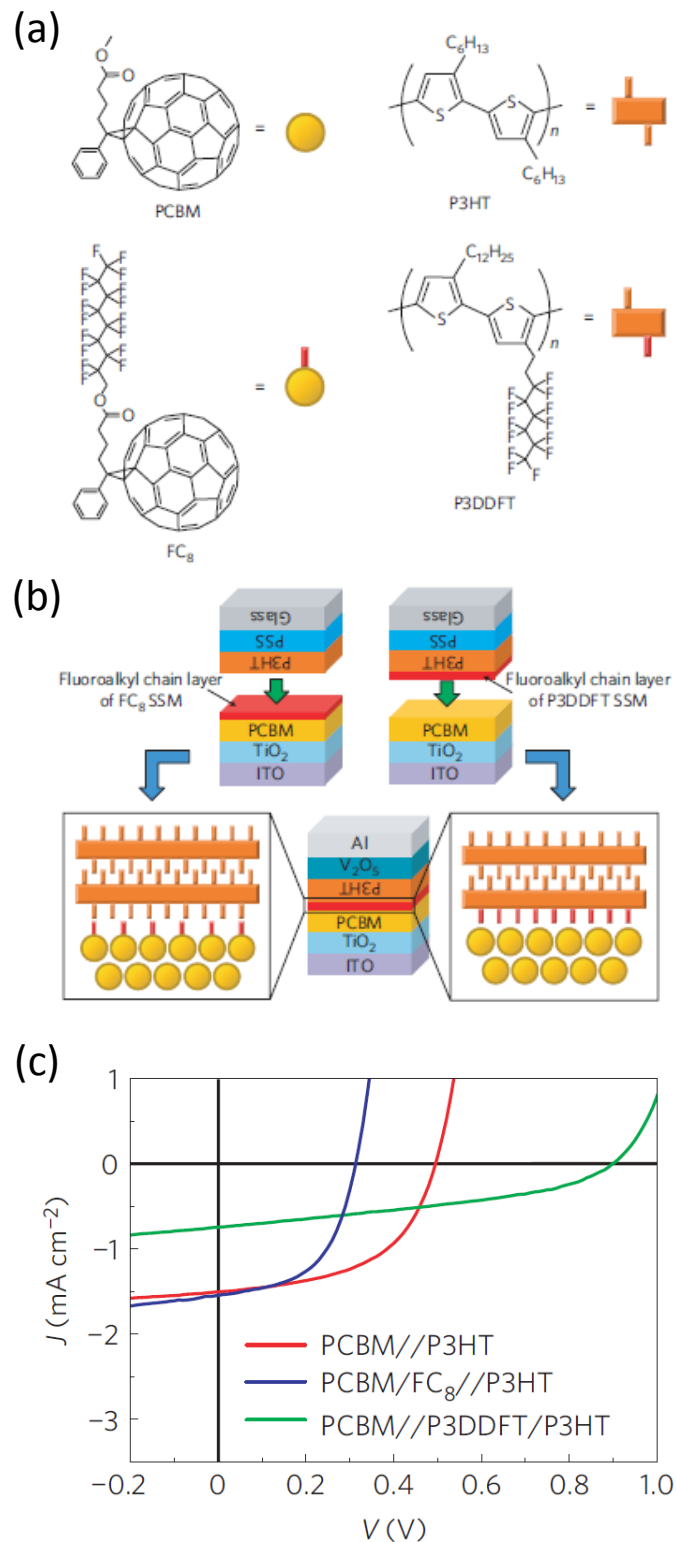 (a)
O
O
PCBM
=
C6H13
S
S
n
C6H13
P3HT
=
F F F F F F F F F F F F F F F F F
O
O
FC8
=
C12H25
S
S
n
F F F F F F F F F F F F F
P3DDFT
=
(b)
Glass
PSS
P3HT
Glass
PSS
P3HT
Fluoroalkyl chain layer
of FC8 SSM
Fluoroalkyl chain layer
of P3DDFT SSM
PCBM
TiO2
ITO
PCBM
TiO2
ITO
Al
V2O5
P3HT
PCBM
TiO2
ITO
(c)
1
0
−1
−2
−3
J (mA cm−2)
PCBM//P3HT
PCBM/FC8//P3HT
PCBM//P3DDFT/P3HT
−0.2 0 0.2 0.4 0.6 0.8 1.0
V (V)